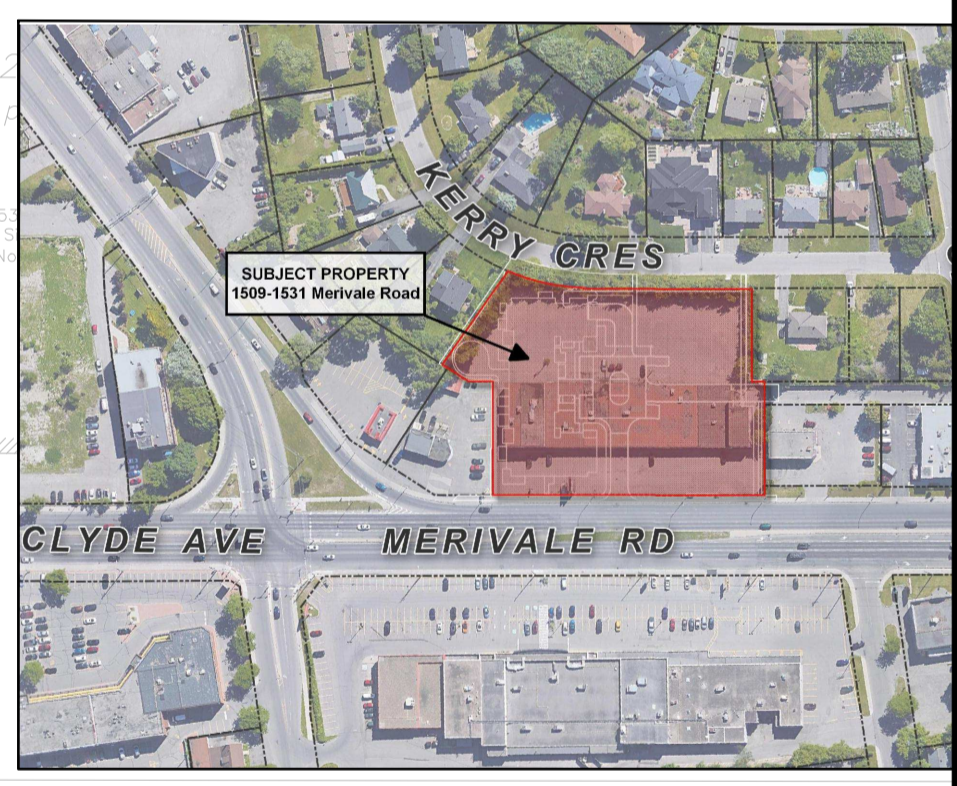 KERRY CRES
SUBJECT PROPERTY
1509-1531 Merivale Road
CLYDE AVE
MERIVALE RD